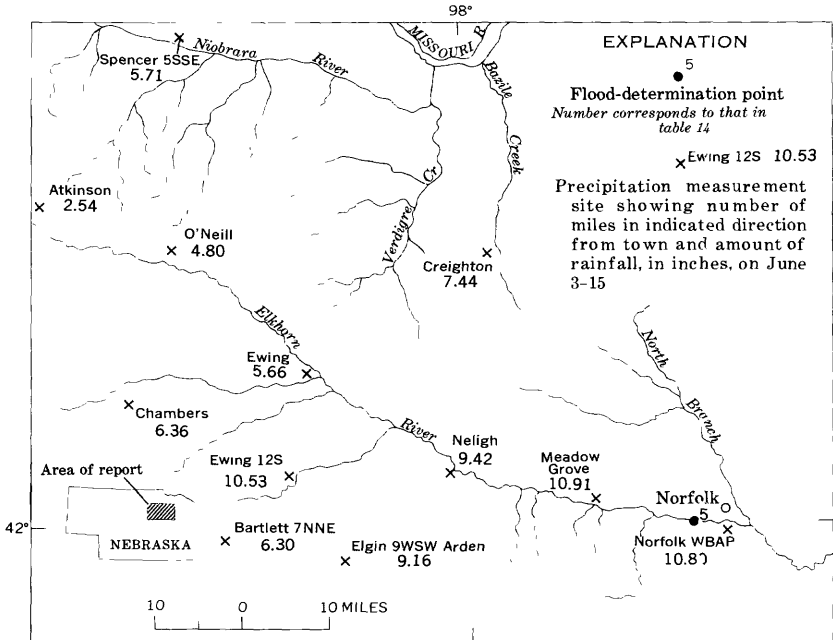 98°
MISSOURI R
Niobrara
River
Spencer 5SSE
5.71
Bazile
Creek
EXPLANATION
5
Flood-determination point
Number corresponds to that in
table 14
Ewing 12S 10.53
Precipitation measurement
site showing number of
miles in indicated direction
from town and amount of
rainfall, in inches, on June
3-15
Atkinson
2.54
O'Neill
4.80
Verdigre
Cr
Creighton
7.44
Elkhorn
River
Ewing
5.66
Chambers
6.36
North
Branch
Neligh
9.42
Meadow
Grove
10.91
Ewing 12S
10.53
Area of report
NEBRASKA
Norfolk
5
Norfolk WBAP
42°
Bartlett 7NNE
6.30
Elgin 9WSW Arden
9.16
10 0 10 MILES